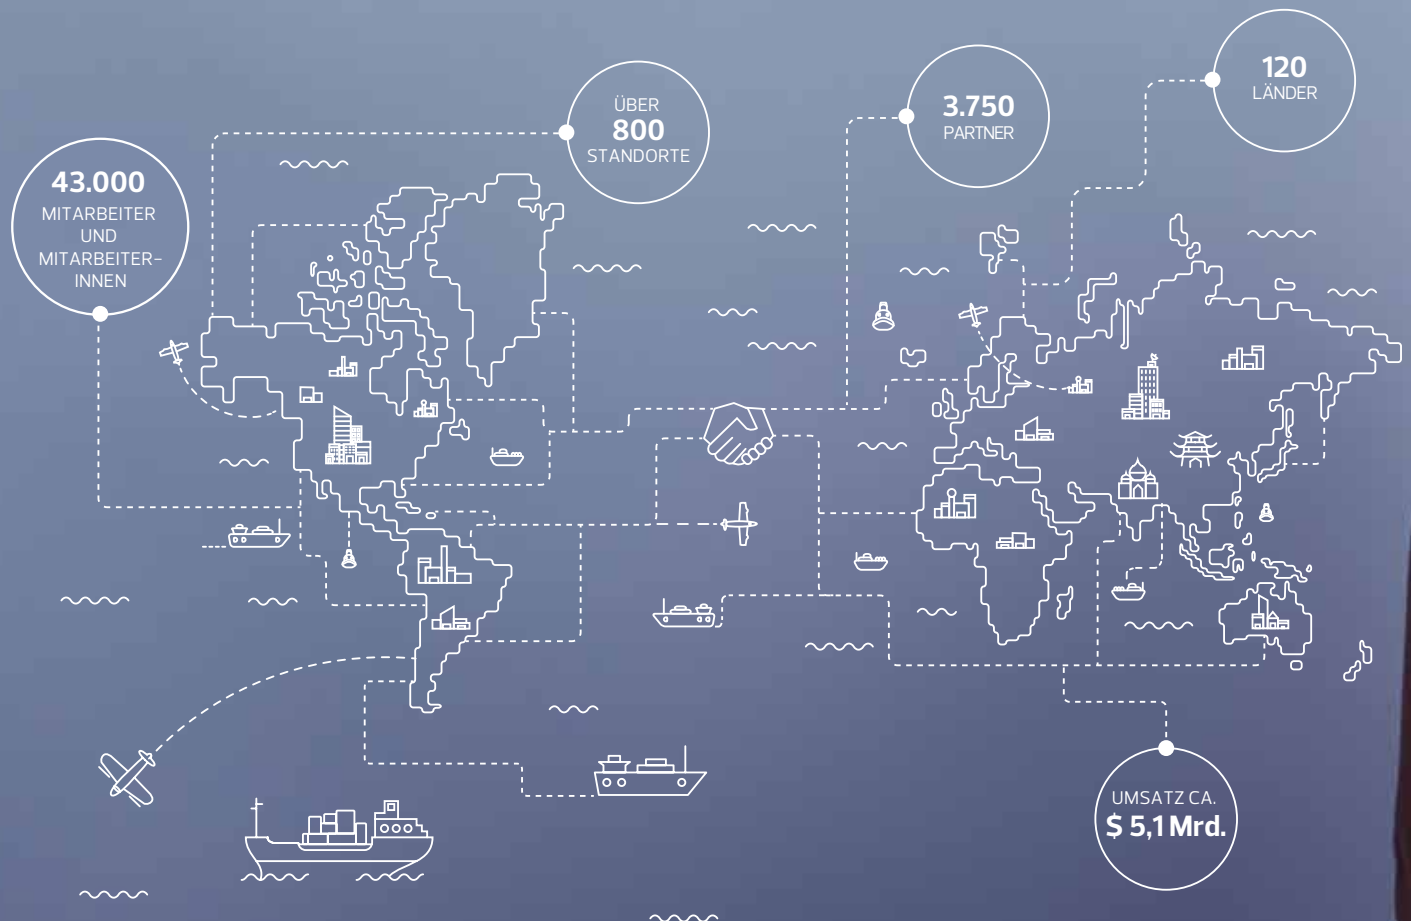 120
LÄNDER
3.750
PARTNER
ÜBER
800
STANDORTE
43.000
MITARBEITER
UND
MITARBEITER-
INNEN
UMSATZ CA.
$ 5,1 Mrd.